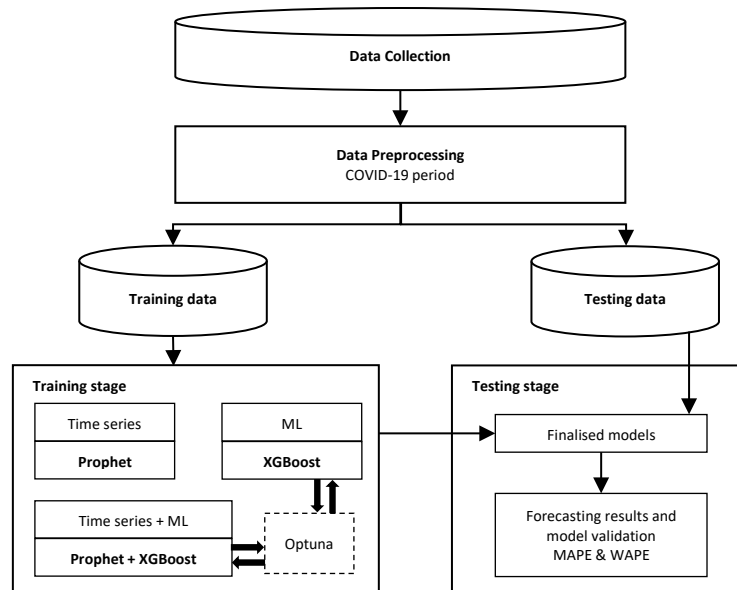 Data Collection
Data Preprocessing
COVID-19 period
Training data
Testing data
Training stage
Time series
Prophet
ML
XGBoost
Time series + ML
Prophet + XGBoost
Optuna
Testing stage
Finalised models
Forecasting results and
model validation
MAPE & WAPE